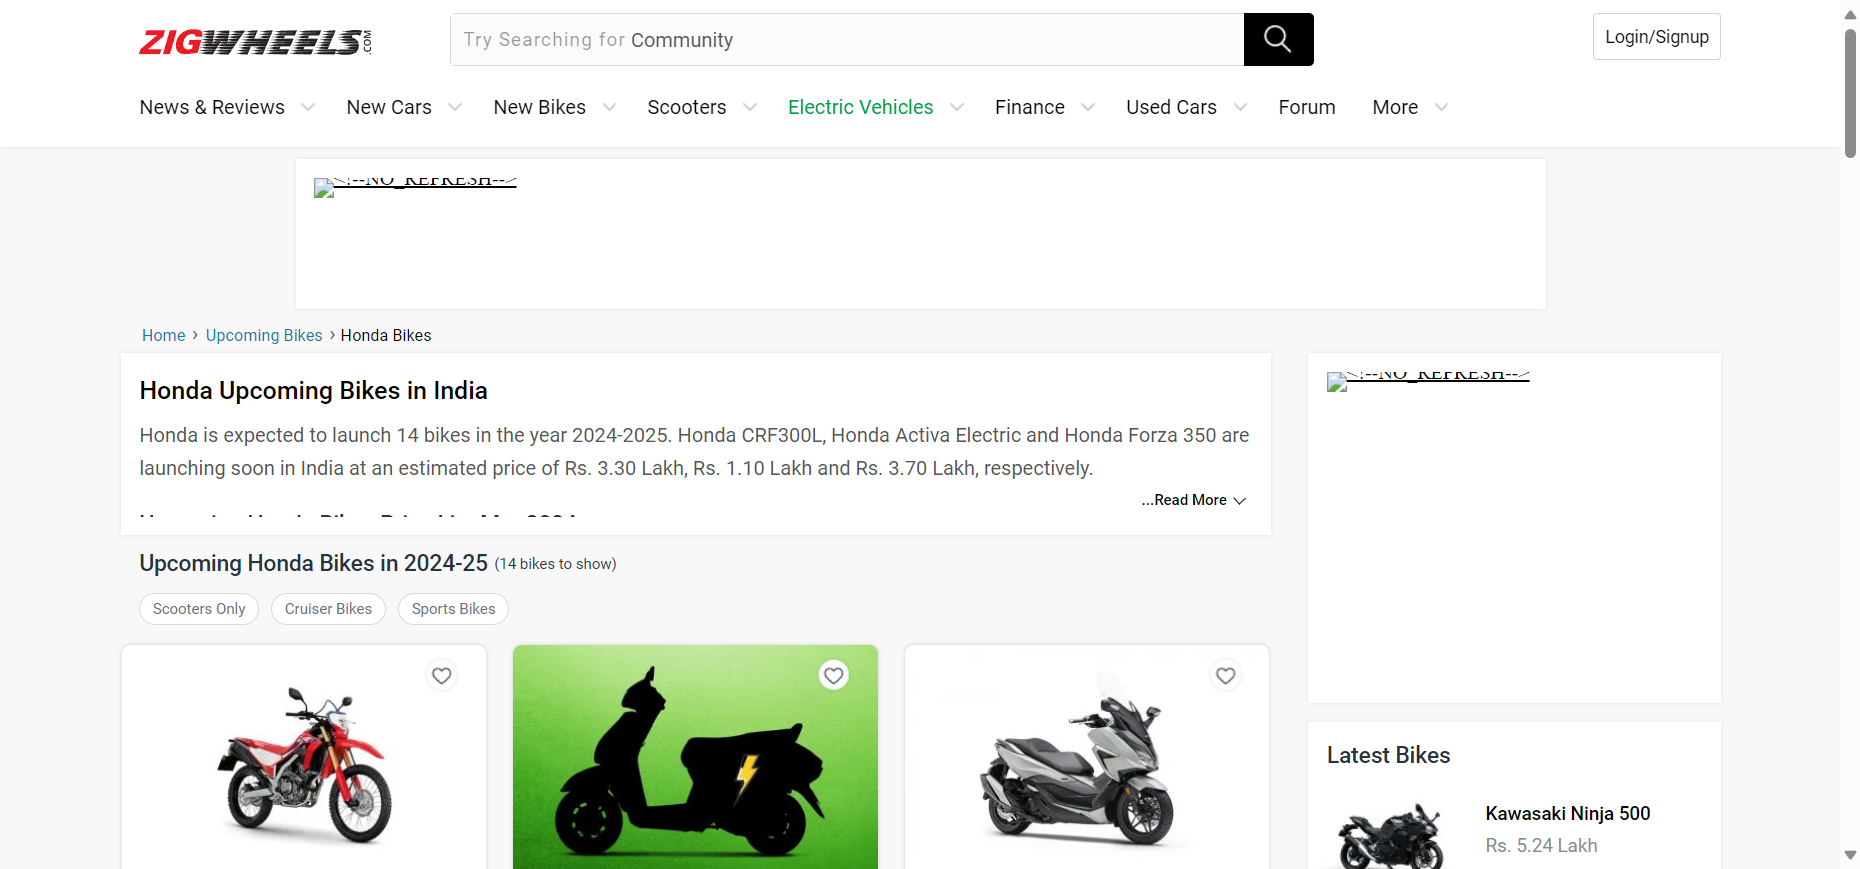 ZIGWHEELS.COM
Try Searching for Community
Login/Signup
News & Reviews
New Cars
New Bikes
Scooters
Electric Vehicles
Finance
Used Cars
Forum
More
<!--NO_REFRESH-->
Home › Upcoming Bikes › Honda Bikes
Honda Upcoming Bikes in India
Honda is expected to launch 14 bikes in the year 2024-2025. Honda CRF300L, Honda Activa Electric and Honda Forza 350 are
launching soon in India at an estimated price of Rs. 3.30 Lakh, Rs. 1.10 Lakh and Rs. 3.70 Lakh, respectively.
...Read More
<!--NO_REFRESH-->
Upcoming Honda Bikes in 2024-25 (14 bikes to show)
Scooters Only
Cruiser Bikes
Sports Bikes
Latest Bikes
Kawasaki Ninja 500
Rs. 5.24 Lakh